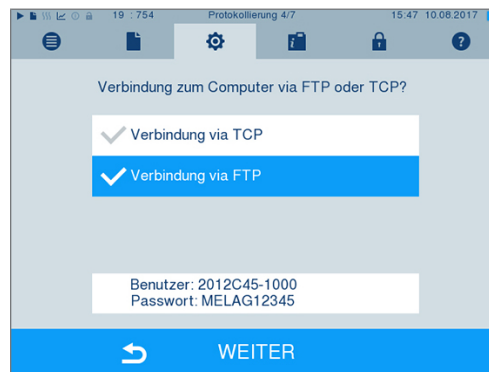 19 : 754 Protokollierung 4/7 15:47 10.08.2017
Verbindung zum Computer via FTP oder TCP?
Verbindung via TCP
Verbindung via FTP
Benutzer: 2012C45-1000
Passwort: MELAG12345
WEITER